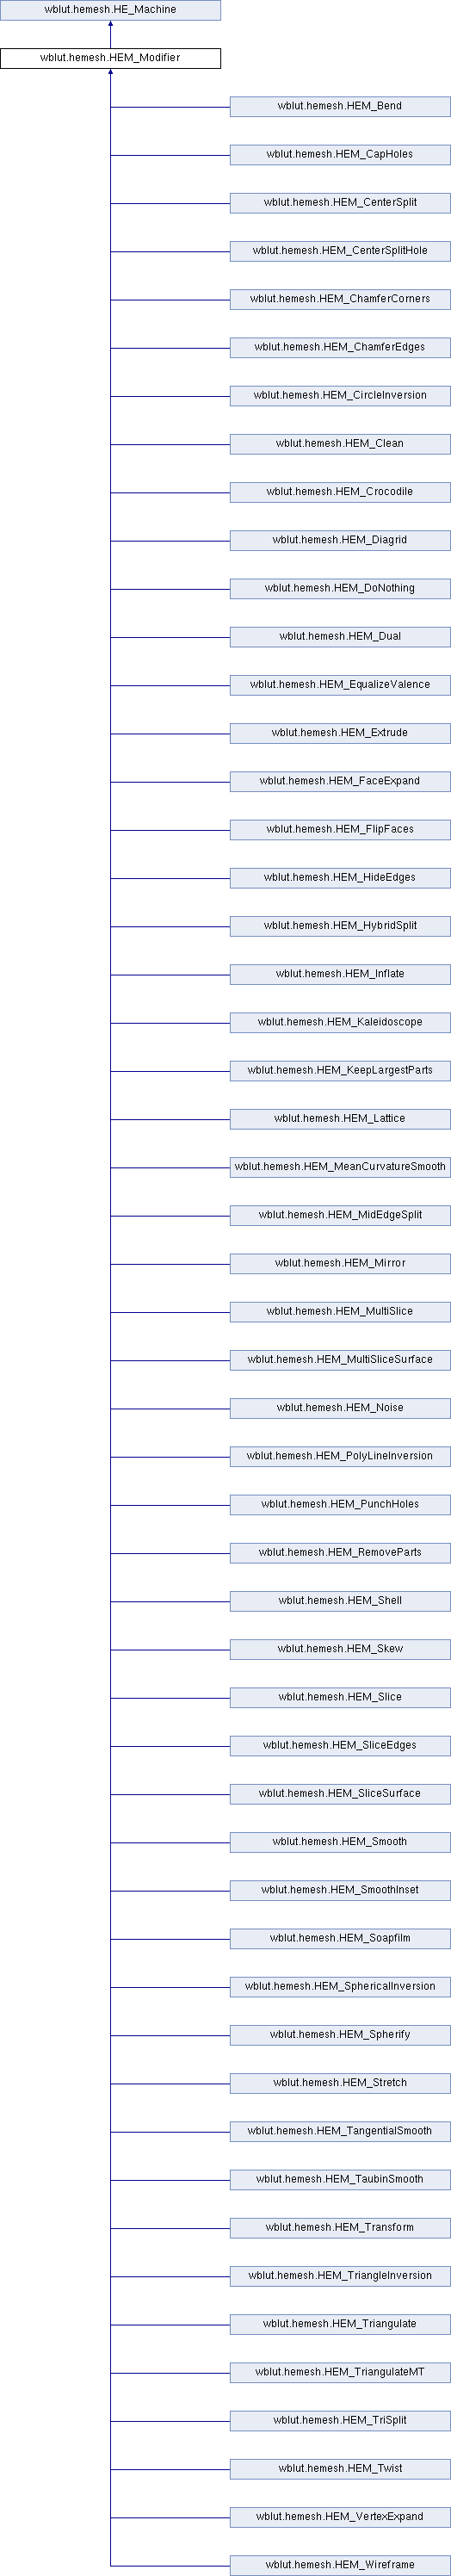 wblut.hemesh.HE_Machine
wblut.hemesh.HEM_Modifier
wblut.hemesh.HEM_Bend
wblut.hemesh.HEM_CapHoles
wblut.hemesh.HEM_CenterSplit
wblut.hemesh.HEM_CenterSplitHole
wblut.hemesh.HEM_ChamferCorners
wblut.hemesh.HEM_ChamferEdges
wblut.hemesh.HEM_CircleInversion
wblut.hemesh.HEM_Clean
wblut.hemesh.HEM_Crocodile
wblut.hemesh.HEM_Diagrid
wblut.hemesh.HEM_DoNothing
wblut.hemesh.HEM_Dual
wblut.hemesh.HEM_EqualizeValence
wblut.hemesh.HEM_Extrude
wblut.hemesh.HEM_FaceExpand
wblut.hemesh.HEM_FlipFaces
wblut.hemesh.HEM_HideEdges
wblut.hemesh.HEM_HybridSplit
wblut.hemesh.HEM_Inflate
wblut.hemesh.HEM_Kaleidoscope
wblut.hemesh.HEM_KeepLargestParts
wblut.hemesh.HEM_Lattice
wblut.hemesh.HEM_MeanCurvatureSmooth
wblut.hemesh.HEM_MidEdgeSplit
wblut.hemesh.HEM_Mirror
wblut.hemesh.HEM_MultiSlice
wblut.hemesh.HEM_MultiSliceSurface
wblut.hemesh.HEM_Noise
wblut.hemesh.HEM_PolyLineInversion
wblut.hemesh.HEM_PunchHoles
wblut.hemesh.HEM_RemoveParts
wblut.hemesh.HEM_Shell
wblut.hemesh.HEM_Skew
wblut.hemesh.HEM_Slice
wblut.hemesh.HEM_SliceEdges
wblut.hemesh.HEM_SliceSurface
wblut.hemesh.HEM_Smooth
wblut.hemesh.HEM_SmoothInset
wblut.hemesh.HEM_Soapfilm
wblut.hemesh.HEM_SphericalInversion
wblut.hemesh.HEM_Spherify
wblut.hemesh.HEM_Stretch
wblut.hemesh.HEM_TangentialSmooth
wblut.hemesh.HEM_TaubinSmooth
wblut.hemesh.HEM_Transform
wblut.hemesh.HEM_TriangleInversion
wblut.hemesh.HEM_Triangulate
wblut.hemesh.HEM_TriangulateMT
wblut.hemesh.HEM_TriSplit
wblut.hemesh.HEM_Twist
wblut.hemesh.HEM_VertexExpand
wblut.hemesh.HEM_Wireframe